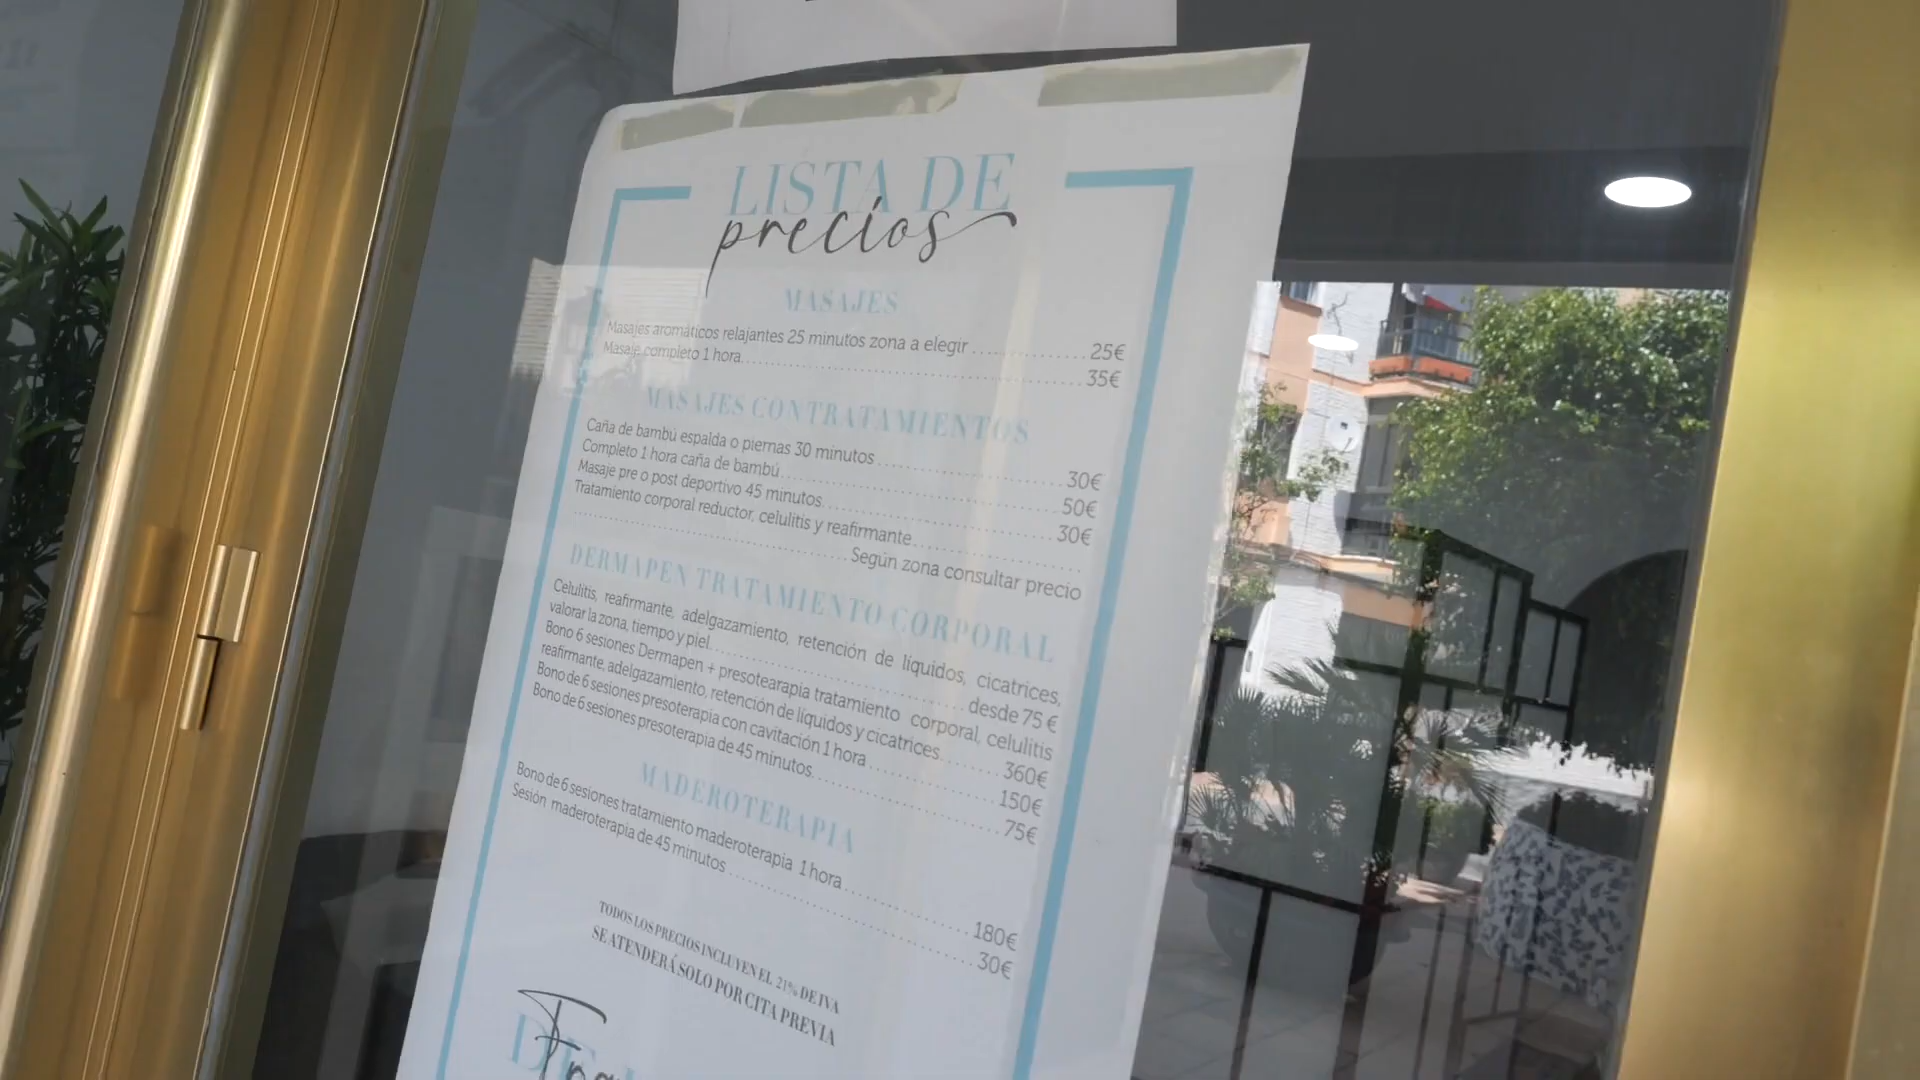 LISTA DE
precios
MASAJES
Masajes aromáticos relajantes 25 minutos zona a elegir ............... 25€
Masaje completo 1 hora............................................ 35€
MASAJES CON TRATAMIENTOS
Caña de bambú espalda o piernas 30 minutos ......................... 30€
Completo 1 hora caña de bambú ...................................... 50€
Masaje pre o post deportivo 45 minutos............................. 30€
Tratamiento corporal reductor, celulitis y reafirmante.......................
........................................ Según zona consultar precio
DERMAPEN TRATAMIENTO CORPORAL
Celulitis, reafirmante, adelgazamiento, retención de líquidos, cicatrices,
valorar la zona, tiempo y piel..................................... desde 75 €
Bono 6 sesiones Dermapen + presotearapia tratamiento corporal, celulitis
reafirmante, adelgazamiento, retención de líquidos y cicatrices.......... 360€
Bono de 6 sesiones presoterapia con cavitación 1 hora .................. 150€
Bono de 6 sesiones presoterapia de 45 minutos........................... 75€
MADEROTERAPIA
Bono de 6 sesiones tratamiento maderoterapia 1 hora.................. 180€
Sesión maderoterapia de 45 minutos .................................. 30€
TODOS LOS PRECIOS INCLUYEN EL 21% DE IVA
SE ATENDERÁ SOLO POR CITA PREVIA